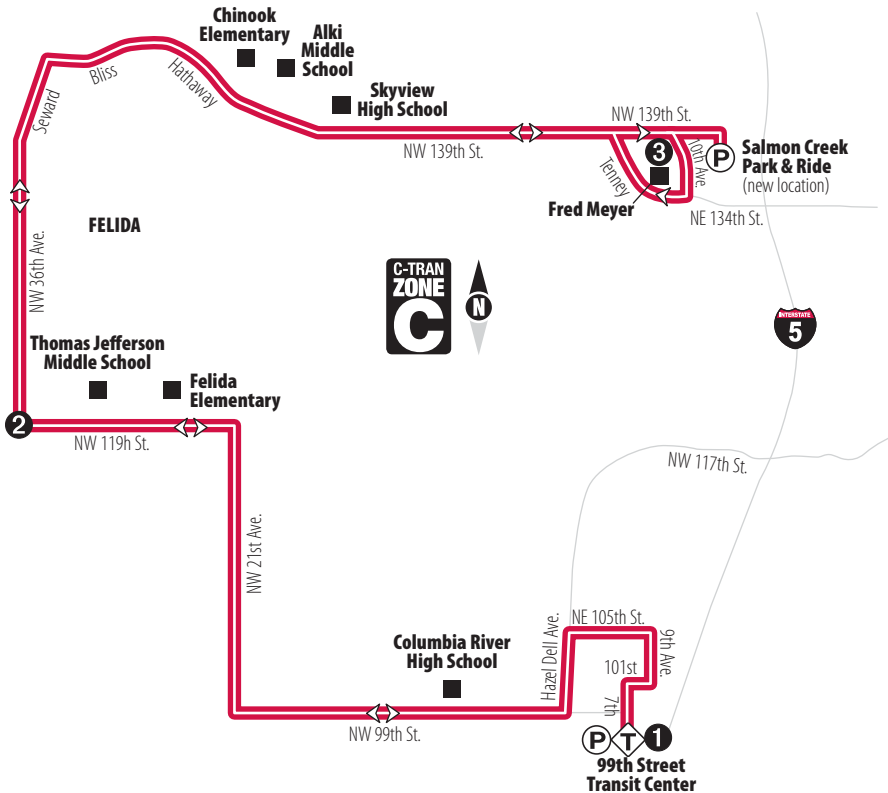 Chinook
Elementary
Alki
Middle
School
Skyview
High School
Seward
Bliss
Hathaway
NW 139th St.
NW 139th St.
Tenney
3
10th Ave.
P
Salmon Creek
Park & Ride
(new location)
Fred Meyer
NE 134th St.
FELIDA
NW 36th Ave.
C-TRAN
ZONE
C
N
INTERSTATE
5
Thomas Jefferson
Middle School
Felida
Elementary
2
NW 119h St.
NW 117th St.
NW 21st Ave.
Columbia River
High School
Hazel Dell Ave.
NE 105th St.
9th Ave.
101st
7th
NW 99th St.
P
T
1
99th Street
Transit Center